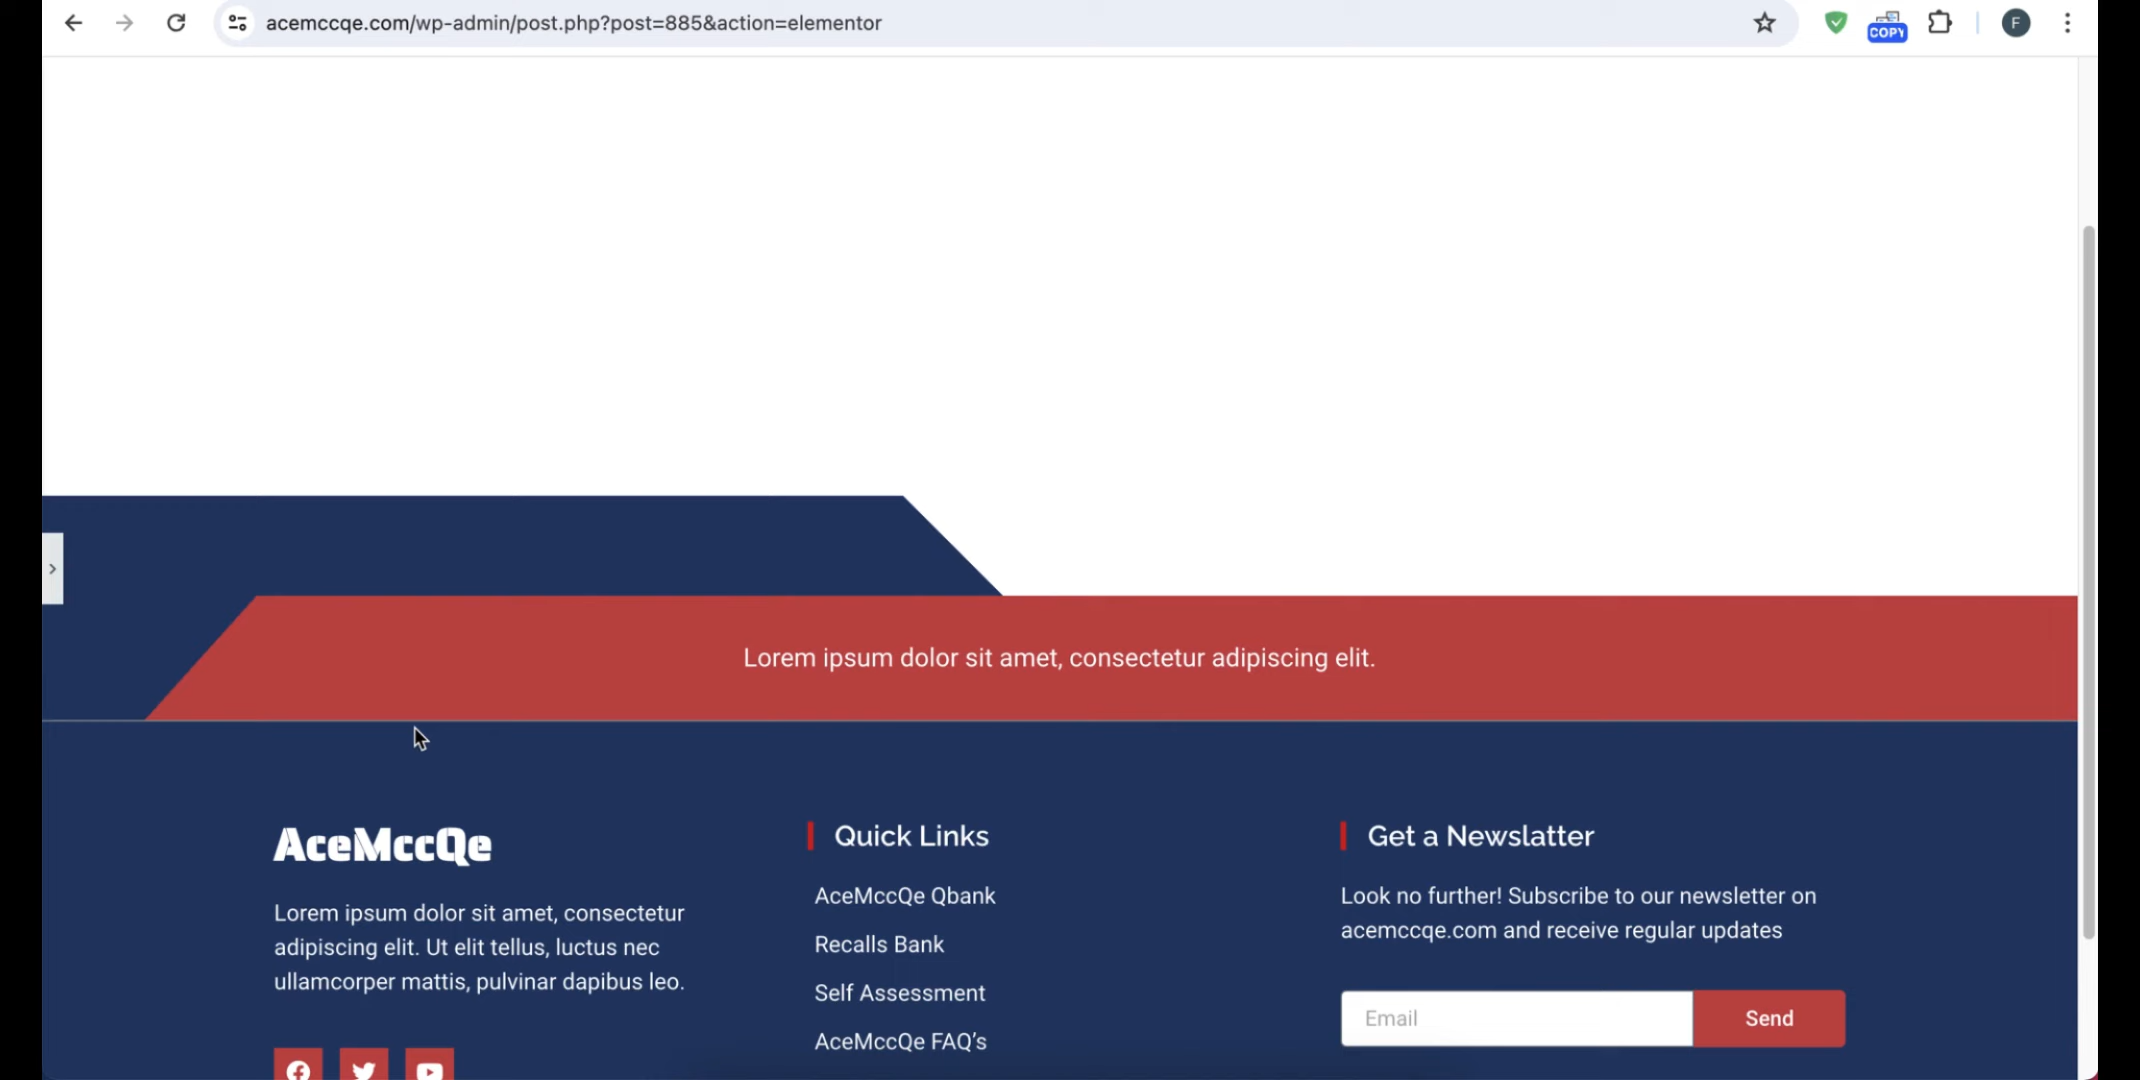 acemccqe.com/wp-admin/post.php?post=885&action=elementor
COPY
F
Lorem ipsum dolor sit amet, consectetur adipiscing elit.
AceMccQe
Lorem ipsum dolor sit amet, consectetur
adipiscing elit. Ut elit tellus, luctus nec
ullamcorper mattis, pulvinar dapibus leo.
Quick Links
AceMccQe Qbank
Recalls Bank
Self Assessment
AceMccQe FAQ's
Get a Newslatter
Look no further! Subscribe to our newsletter on
acemccqe.com and receive regular updates
Email
Send